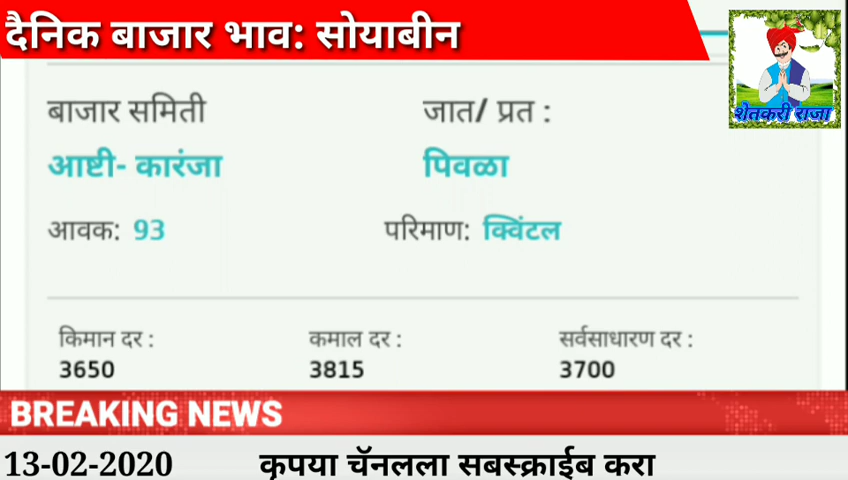 दैनिक बाजार भाव: सोयाबीन
शेतकरी राजा
बाजार समिती जात/ प्रत :
आष्टी- कारंजा पिवळा
आवक: 93 परिमाण: क्विंटल
किमान दर : कमाल दर : सर्वसाधारण दर :
3650 3815 3700
BREAKING NEWS
13-02-2020 कृपया चॅनलला सबस्क्राईब करा